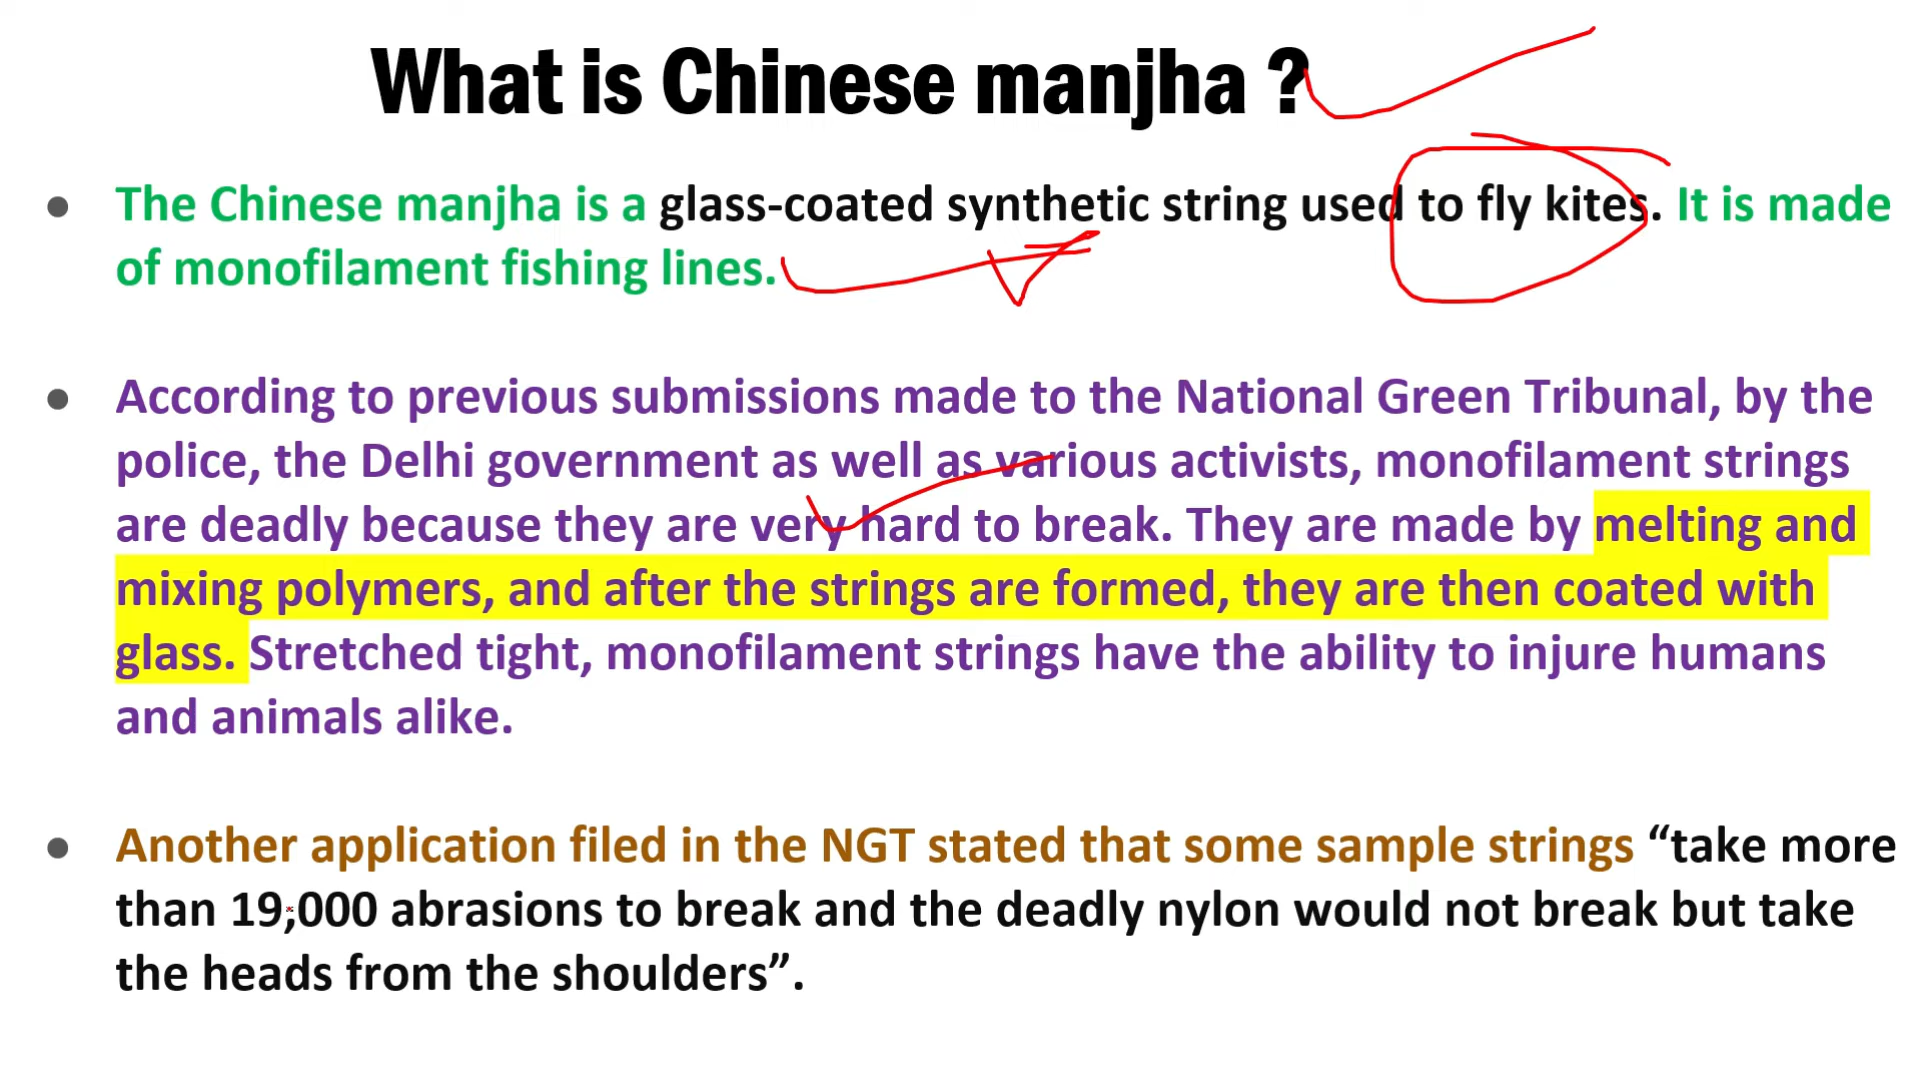 What is Chinese manjha ?
The Chinese manjha is a glass-coated synthetic string used to fly kites. It is made
of monofilament fishing lines.
According to previous submissions made to the National Green Tribunal, by the
police, the Delhi government as well as various activists, monofilament strings
are deadly because they are very hard to break. They are made by melting and
mixing polymers, and after the strings are formed, they are then coated with
glass. Stretched tight, monofilament strings have the ability to injure humans
and animals alike.
Another application filed in the NGT stated that some sample strings “take more
than 19,000 abrasions to break and the deadly nylon would not break but take
the heads from the shoulders”.